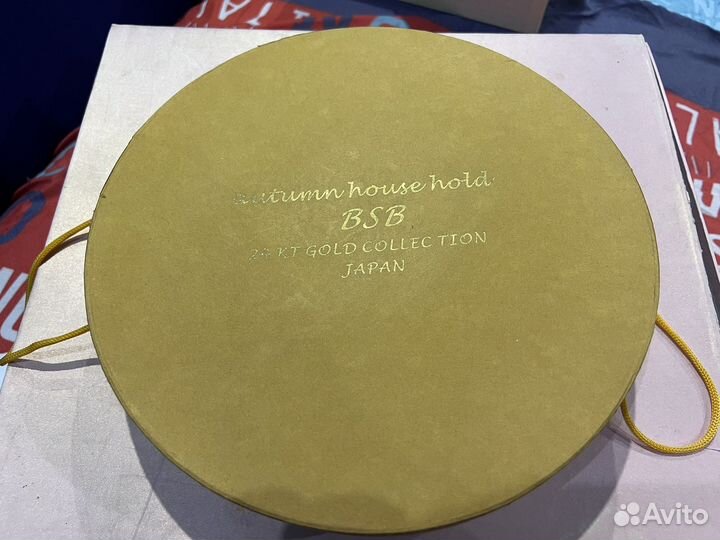 autumn house hold
BSB
24 KT GOLD COLLECTION
JAPAN
Avito